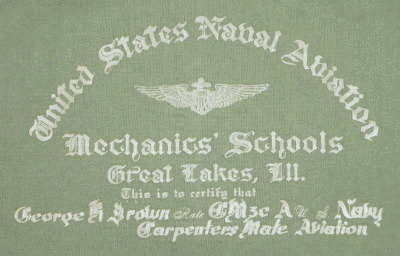 United States Naval Aviation
Mechanics' Schools
Great Lakes, Ill.
This is to certify that
George H Brown Rate CM3c A U S Navy
Carpenters Mate Aviation